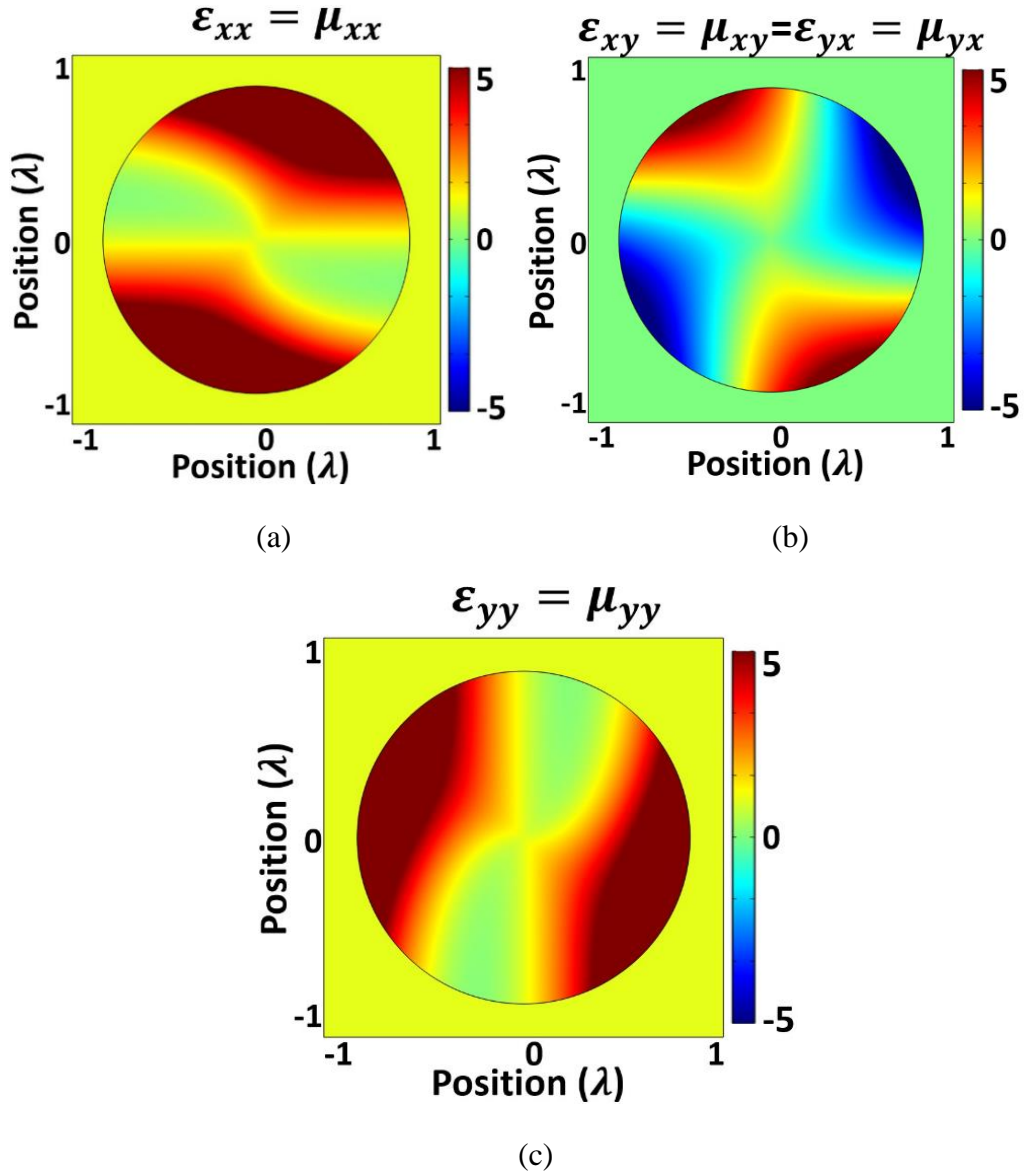 εxx = μxx
εxy = μxy=εyx = μyx
1
0
-1
Position (λ)
5
0
-5
-1 0 1
Position (λ)
1
0
-1
Position (λ)
5
0
-5
-1 0 1
Position (λ)
(a)
(b)
εyy = μyy
1
0
-1
Position (λ)
5
0
-5
-1 0 1
Position (λ)
(c)